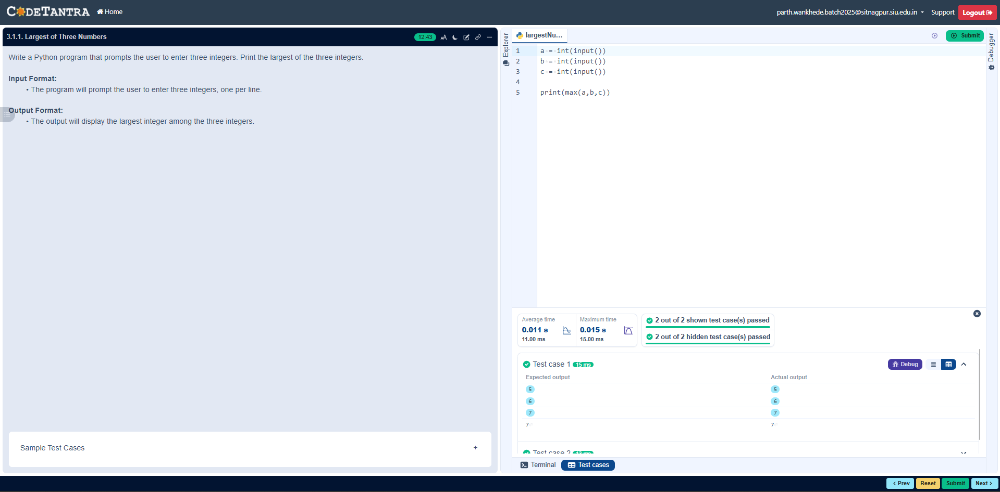 CODETANTRA Home
parth.wankhede.batch2025@sitnagpur.siu.edu.in Support Logout
3.1.1. Largest of Three Numbers 12:43 AA
Write a Python program that prompts the user to enter three integers. Print the largest of the three integers.
Input Format:
• The program will prompt the user to enter three integers, one per line.
Output Format:
• The output will display the largest integer among the three integers.
Sample Test Cases +
Explorer
largestNu... Submit
Debugger
1 a = int(input())
2 b = int(input())
3 c = int(input())
4
5 print(max(a,b,c))
Average time
0.011 s
11.00 ms
Maximum time
0.015 s
15.00 ms
2 out of 2 shown test case(s) passed
2 out of 2 hidden test case(s) passed
Test case 1 15 ms Debug
Expected output Actual output
5 5
6 6
7 7
7 7
Test case 2 13 ms
Terminal Test cases
< Prev Reset Submit Next >